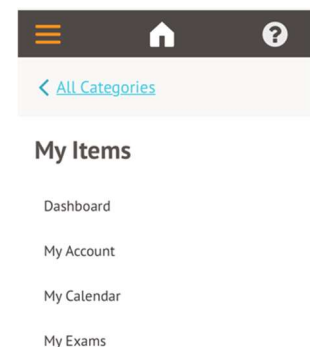 All Categories
My Items
Dashboard
My Account
My Calendar
My Exams